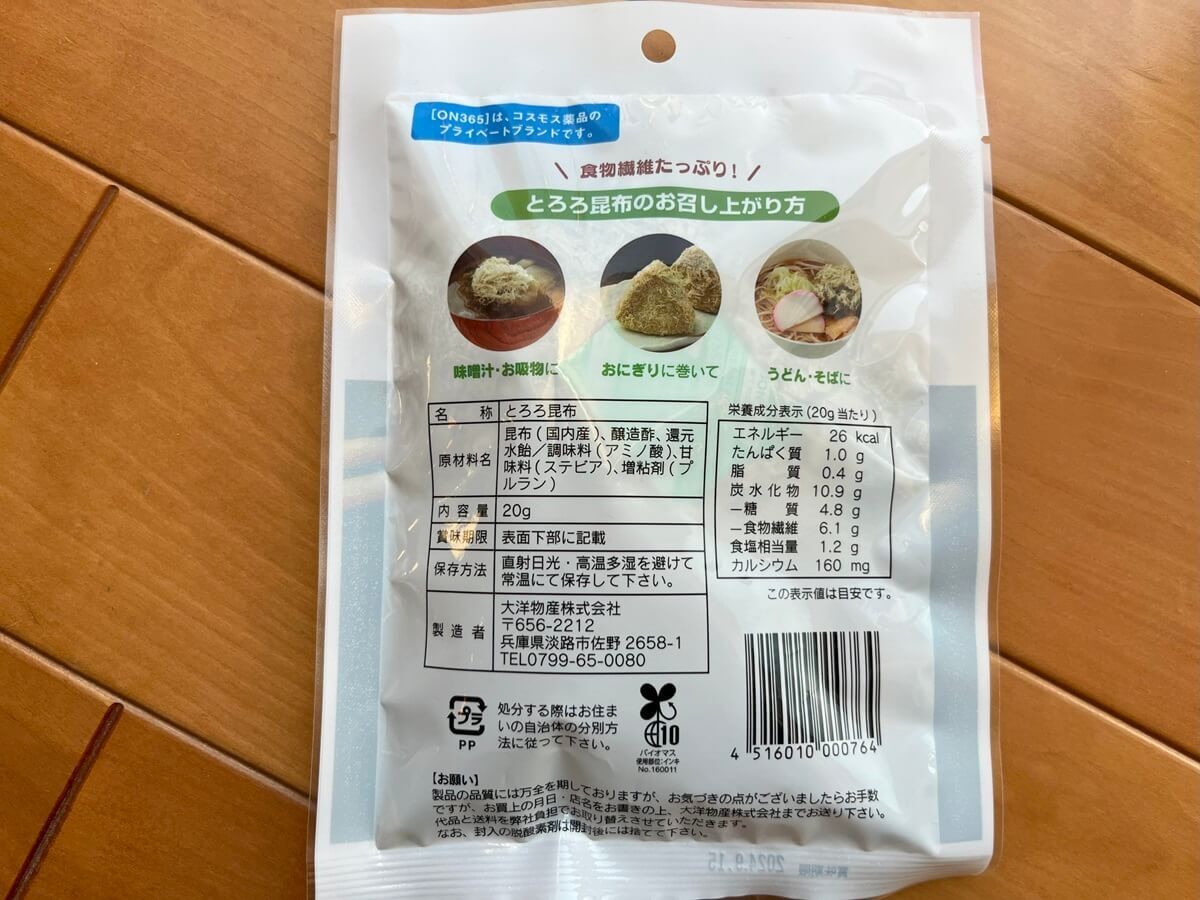 [ON365]は、コスモス薬品の
プライベートブランドです。
食物繊維たっぷり!
とろろ昆布のお召し上がり方
味噌汁・お吸物に
おにぎりに巻いて
うどん・そばに
名称 とろろ昆布
原材料名 昆布(国内産)、醸造酢、還元
水飴/調味料(アミノ酸)、甘
味料(ステビア)、増粘剤(プ
ルラン)
内容量 20g
賞味期限 表面下部に記載
保存方法 直射日光・高温多湿を避けて
常温にて保存して下さい。
製造者 大洋物産株式会社
〒656-2212
兵庫県淡路市佐野2658-1
TEL0799-65-0080
栄養成分表示(20g当たり)
エネルギー 26 kcal
たんぱく質 1.0 g
脂質 0.4 g
炭水化物 10.9 g
―糖質 4.8 g
―食物繊維 6.1 g
食塩相当量 1.2 g
カルシウム 160 mg
この表示値は目安です。
プラ
PP
処分する際はお住ま
いの自治体の分別方
法に従って下さい。
10
バイオマス
使用部位:インキ
No.160011
4 516010 000764
【お願い】
製品の品質には万全を期しておりますが、お気づきの点がございましたらお手数
ですが、お買上の月日・店名をお書きの上、大洋物産株式会社までお送り下さい。
代品と送料を弊社負担でお取り替えさせていただきます。
なお、封入の脱酸素剤は開封後には捨てて下さい。
賞味期限 2024.9.15